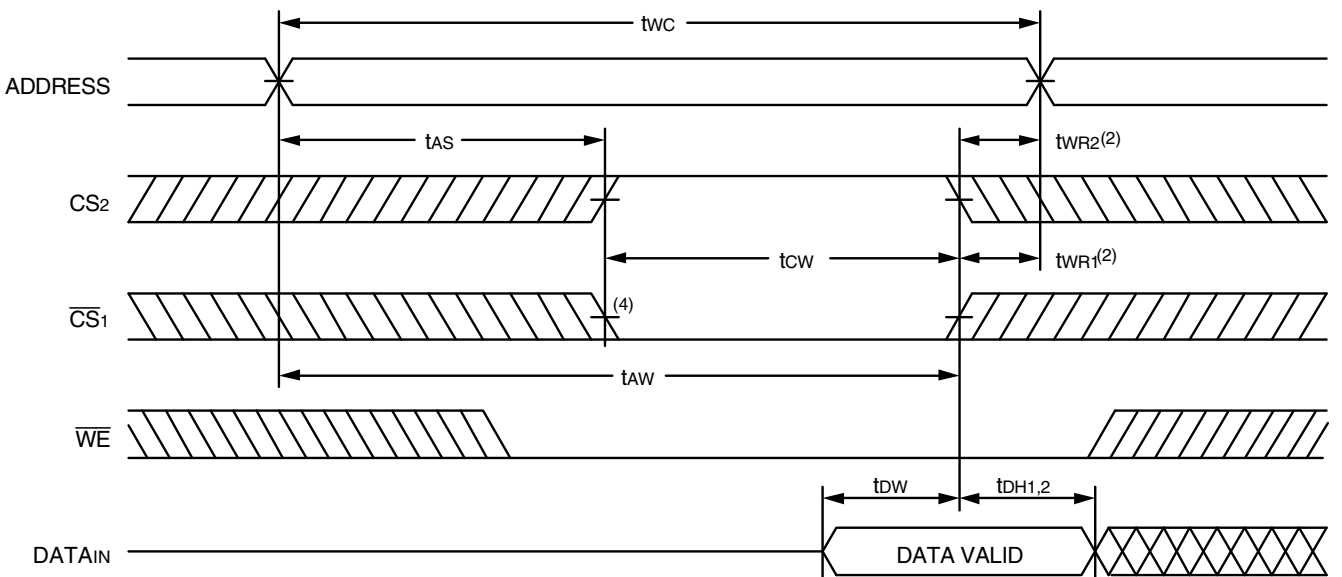 tWC
ADDRESS
tAS
tWR2(2)
CS2
tCW
tWR1(2)
CS1
(4)
tAW
WE
tDW
tDH1,2
DATAIN
DATA VALID